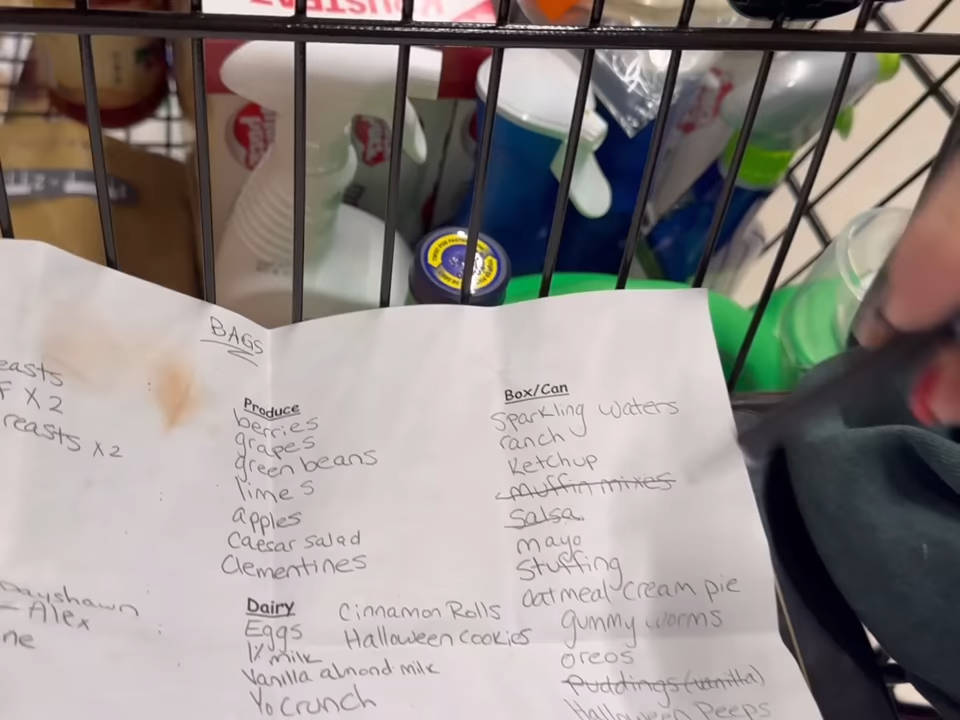 BAGS
easts
F X 2
reasts x2
Dayshawn
- Alex
ne
Produce
berries
grapes
green beans
limes
apples
Caesar salad
Clementines
Dairy
Eggs
1% milk
Vanilla almond milk
Yo Crunch
Cinnamon Rolls
Halloween cookies
Box/Can
Sparkling waters
ranch
Ketchup
muffin mixes
Salsa
mayo
Stuffing
oatmeal cream pie
gummy worms
oreos
Puddings (vanilla)
Halloween Peeps